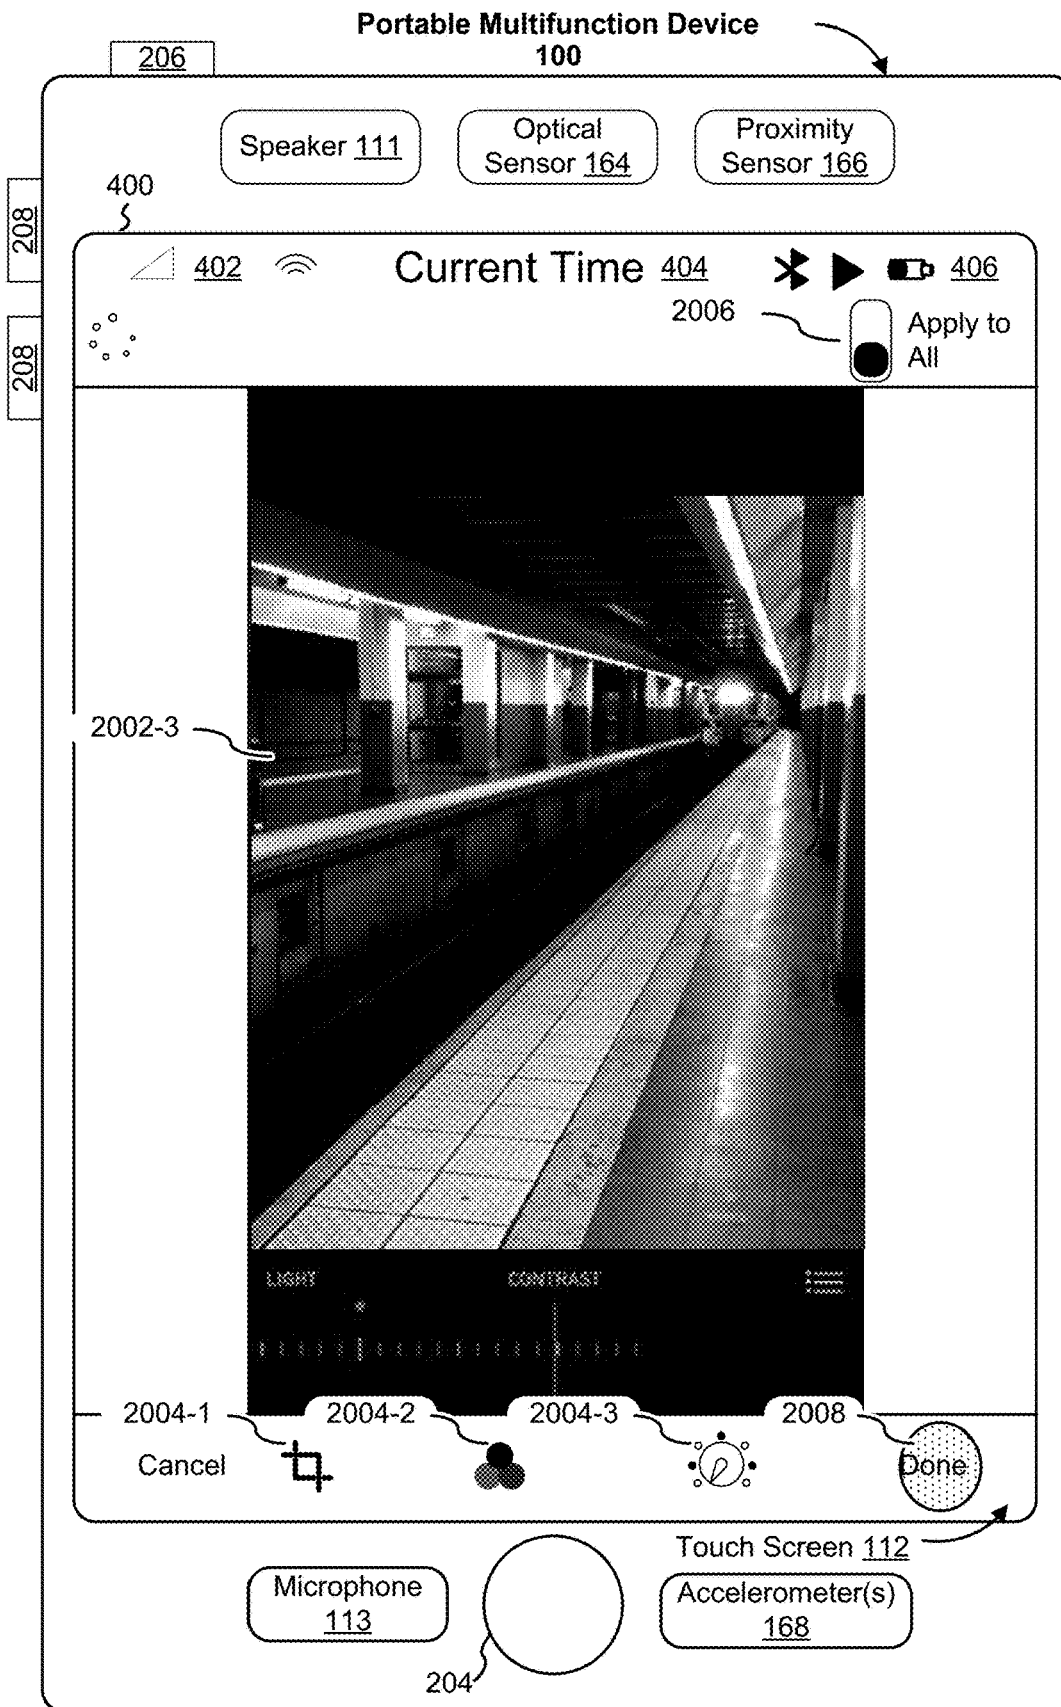 Portable Multifunction Device
100
206
Speaker 111
Optical
Sensor 164
Proximity
Sensor 166
208
208
400
402
Current Time 404
406
2006
Apply to
All
2002-3
LIGHT
CONTRAST
2004-1
2004-2
2004-3
2008
Cancel
Done
Touch Screen 112
Microphone
113
Accelerometer(s)
168
204